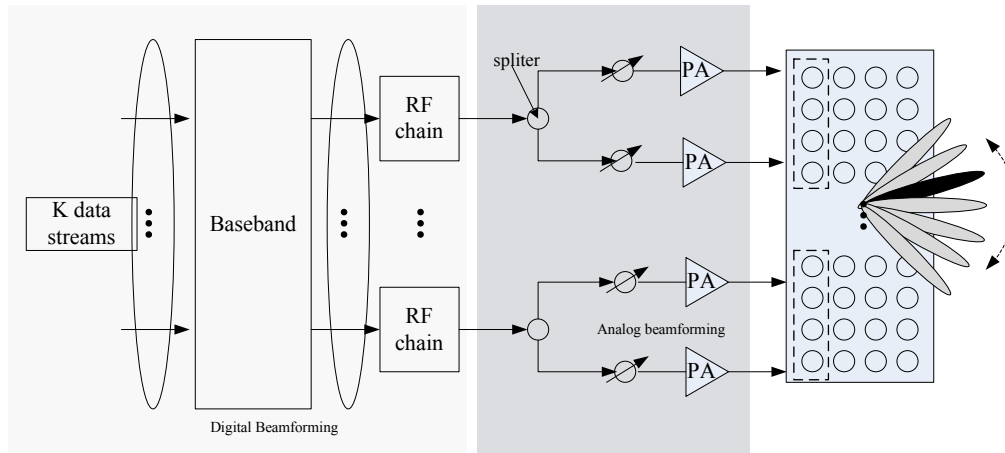 spliter
PA
RF
chain
PA
K data
streams
Baseband
RF
chain
PA
Analog beamforming
PA
Digital Beamforming